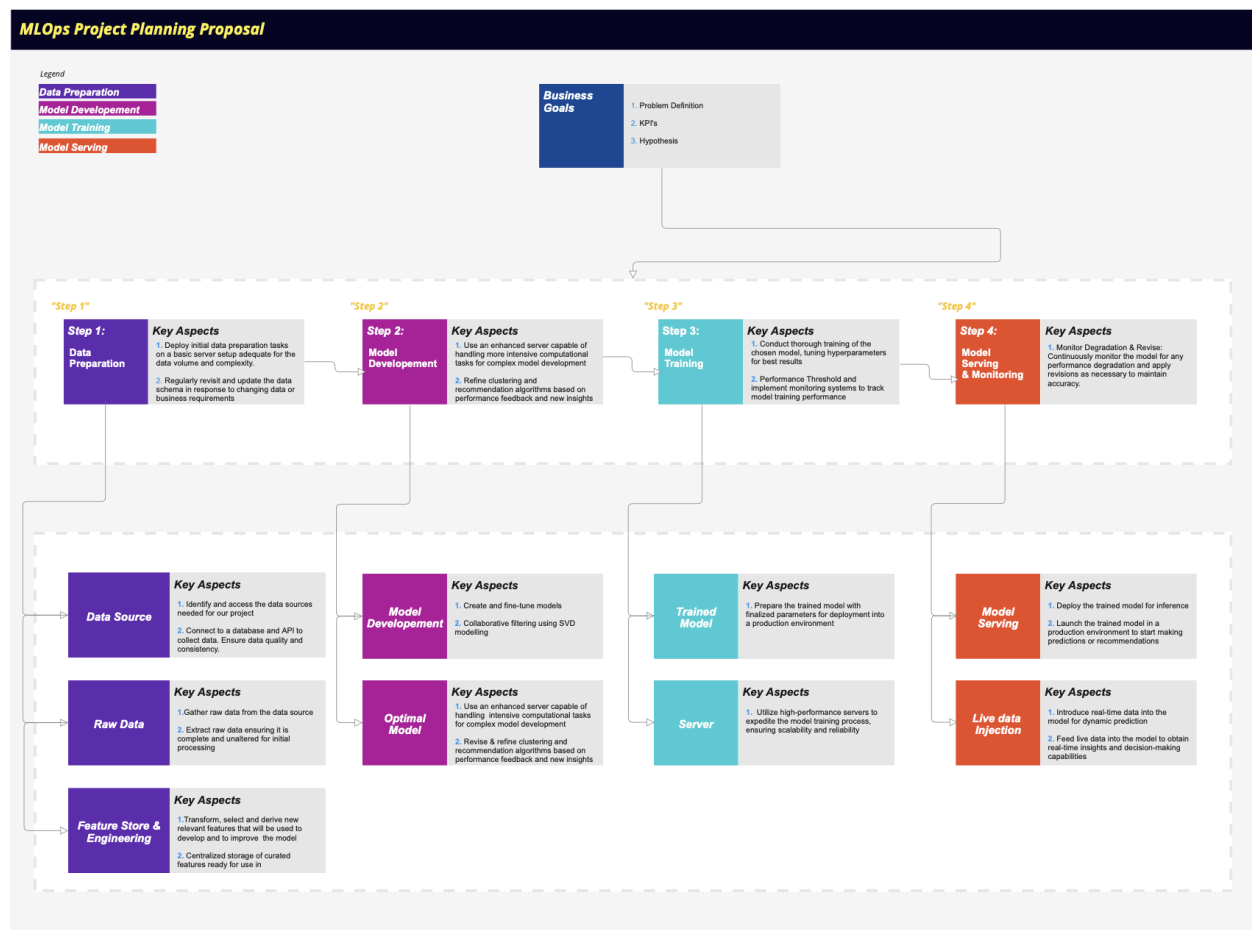 MLOps Project Planning Proposal
Legend
Data Preparation
Model Developement
Model Training
Model Serving
Business
Goals
1. Problem Definition
2. KPI's
3. Hypothesis
"Step 1"
"Step 2"
"Step 3"
"Step 4"
Step 1:
Data
Preparation
Key Aspects
1. Deploy initial data preparation tasks
on a basic server setup adequate for the
data volume and complexity.
2. Regularly revisit and update the data
schema in response to changing data or
business requirements
Step 2:
Model
Developement
Key Aspects
1. Use an enhanced server capable of
handling more intensive computational
tasks for complex model development
2. Refine clustering and
recommendation algorithms based on
performance feedback and new insights
Step 3:
Model
Training
Key Aspects
1. Conduct thorough training of the
chosen model, tuning hyperparameters
for best results
2. Performance Threshold and
implement monitoring systems to track
model training performance
Step 4:
Model
Serving
& Monitoring
Key Aspects
1. Monitor Degradation & Revise:
Continuously monitor the model for any
performance degradation and apply
revisions as necessary to maintain
accuracy.
Data Source
Key Aspects
1. Identify and access the data sources
needed for our project
2. Connect to a database and API to
collect data. Ensure data quality and
consistency.
Model
Development
Key Aspects
1. Create and fine-tune models
2. Collaborative filtering using SVD
modelling
Trained
Model
Key Aspects
1. Prepare the trained model with
finalized parameters for deployment into
a production environment
Model
Serving
Key Aspects
1. Deploy the trained model for inference
2. Launch the trained model in a
production environment to start making
predictions or recommendations
Raw Data
Key Aspects
1.Gather raw data from the data source
2. Extract raw data ensuring it is
complete and unaltered for initial
processing
Optimal
Model
Key Aspects
1. Use an enhanced server capable of
handling intensive computational tasks
for complex model development
2. Revise & refine clustering and
recommendation algorithms based on
performance feedback and new insights
Server
Key Aspects
1. Utilize high-performance servers to
expedite the model training process,
ensuring scalability and reliability
Live data
Injection
Key Aspects
1. Introduce real-time data into the
model for dynamic prediction
2. Feed live data into the model to obtain
real-time insights and decision-making
capabilities
Feature Store &
Engineering
Key Aspects
1.Transform, select and derive new
relevant features that will be used to
develop and to improve the model
2. Centralized storage of curated
features ready for use in